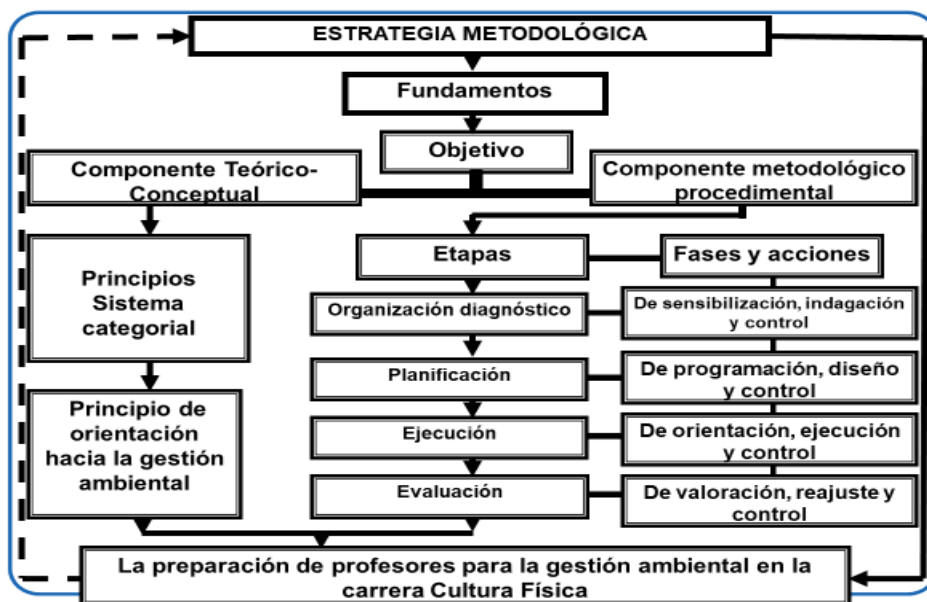 ESTRATEGIA METODOLÓGICA
Fundamentos
Objetivo
Componente Teórico-
Conceptual
Componente metodológico
procedimental
Principios
Sistema
categorial
Principio de
orientación
hacia la gestión
ambiental
Etapas
Fases y acciones
Organización diagnóstico
De sensibilización, indagación
y control
Planificación
De programación, diseño
y control
Ejecución
De orientación, ejecución
y control
Evaluación
De valoración, reajuste y
control
La preparación de profesores para la gestión ambiental en la
carrera Cultura Física